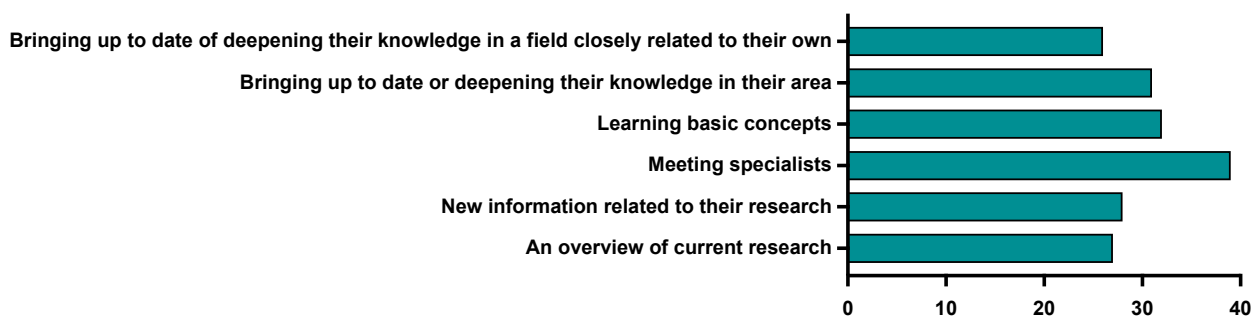 Bringing up to date of deepening their knowledge in a field closely related to their own
Bringing up to date or deepening their knowledge in their area
Learning basic concepts
Meeting specialists
New information related to their research
An overview of current research
0 10 20 30 40